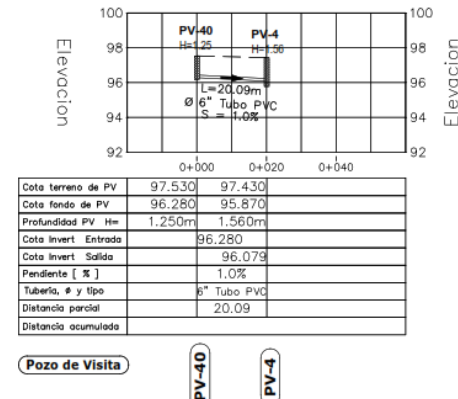 100 100
PV-40 PV-4
98 H=1.25 H=1.56 98
Elevacion Elevacion
96 96
L=20.09m
Ø 6" Tubo PVC
94 S = 1.0% 94
92 92
0+000 0+020 0+040
Cota terreno de PV 97.530 97.430
Cota fondo de PV 96.280 95.870
Profundidad PV H= 1.250m 1.560m
Cota Invert Entrada 96.280
Cota Invert Salida 96.079
Pendiente [ % ] 1.0%
Tuberia, ø y tipo 6" Tubo PVC
Distancia parcial 20.09
Distancia acumulada
Pozo de Visita PV-40 PV-4